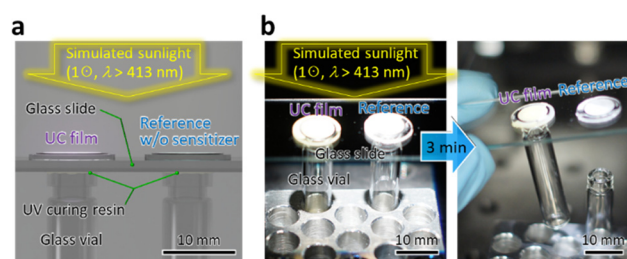 a
Simulated sunlight
(1☉, λ > 413 nm)
Glass slide
UC film
Reference
w/o sensitizer
UV curing resin
Glass vial
10 mm
b
Simulated sunlight
(1☉, λ > 413 nm)
UC film
Reference
Glass slide
Glass vial
10 mm
3 min
UC film
Reference
10 mm